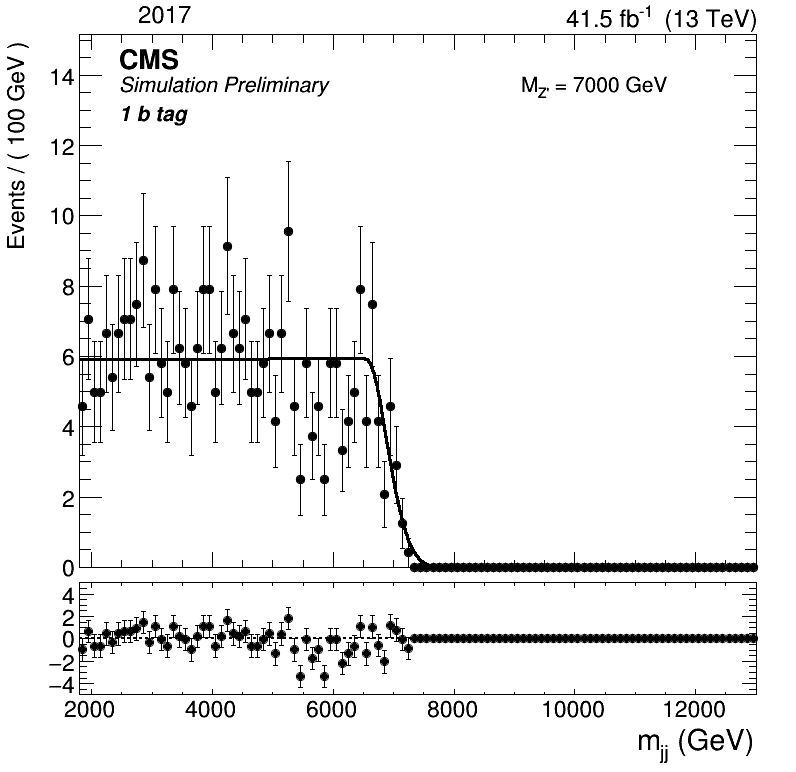 2017
41.5 fb⁻¹ (13 TeV)
CMS
Simulation Preliminary
1 b tag
M_Z' = 7000 GeV
Events / ( 100 GeV )
14
12
10
8
6
4
2
0
4
2
0
−2
−4
2000 4000 6000 8000 10000 12000
m_jj (GeV)